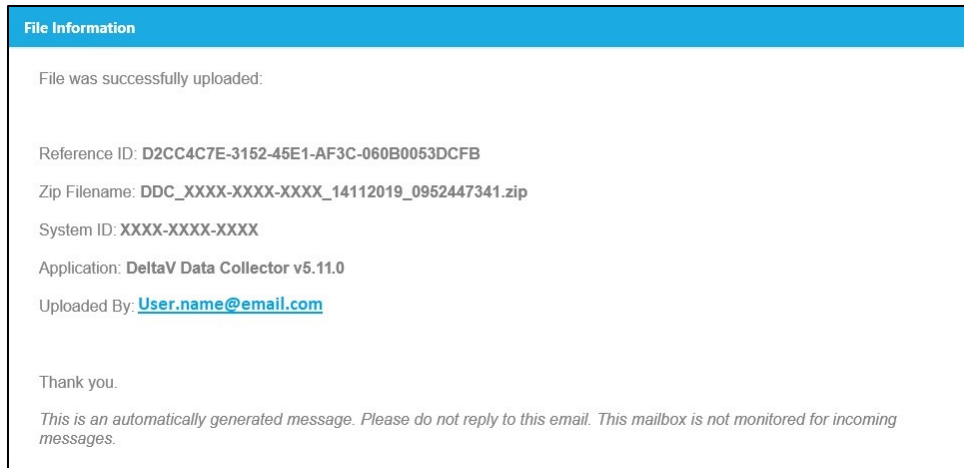 File Information
File was successfully uploaded:
Reference ID: D2CC4C7E-3152-45E1-AF3C-060B0053DCFB
Zip Filename: DDC_XXXX-XXXX-XXXX_14112019_0952447341.zip
System ID: XXXX-XXXX-XXXX
Application: DeltaV Data Collector v5.11.0
Uploaded By: User.name@email.com
Thank you.
This is an automatically generated message. Please do not reply to this email. This mailbox is not monitored for incoming
messages.